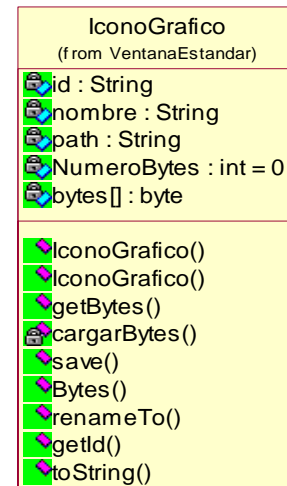 IconoGrafico
(from VentanaEstandar)
id : String
nombre : String
path : String
NumeroBytes : int = 0
bytes[] : byte
IconoGrafico()
IconoGrafico()
getBytes()
cargarBytes()
save()
Bytes()
renameTo()
getId()
toString()